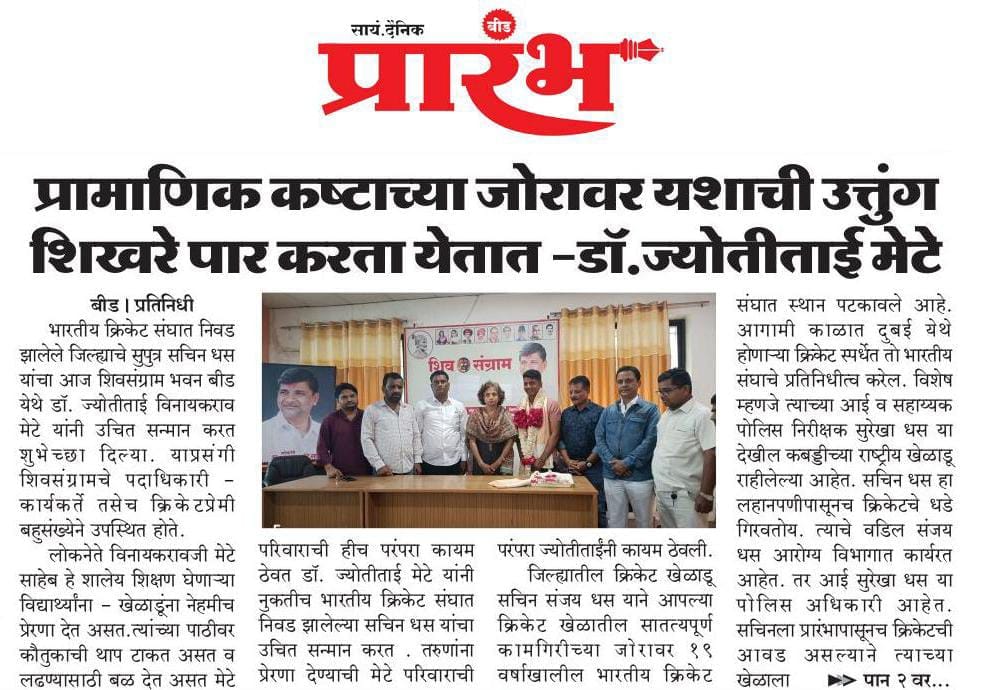 सायं.दैनिक
बीड
प्रारंभ
प्रामाणिक कष्टाच्या जोरावर यशाची उत्तुंग
शिखरे पार करता येतात -डॉ.ज्योतीताई मेटे
बीड । प्रतिनिधी
भारतीय क्रिकेट संघात निवड
झालेले जिल्ह्याचे सुपुत्र सचिन धस
यांचा आज शिवसंग्राम भवन बीड
येथे डॉ. ज्योतीताई विनायकराव
मेटे यांनी उचित सन्मान करत
शुभेच्छा दिल्या. याप्रसंगी
शिवसंग्रामचे पदाधिकारी -
कार्यकर्ते तसेच क्रिकेटप्रेमी
बहुसंख्येने उपस्थित होते.
लोकनेते विनायकरावजी मेटे
साहेब हे शालेय शिक्षण घेणाऱ्या
विद्यार्थ्यांना - खेळाडूंना नेहमीच
प्रेरणा देत असत.त्यांच्या पाठीवर
कौतुकाची थाप टाकत असत व
लढण्यासाठी बळ देत असत मेटे
शिव संग्राम
परिवाराची हीच परंपरा कायम
ठेवत डॉ. ज्योतीताई मेटे यांनी
नुकतीच भारतीय क्रिकेट संघात
निवड झालेल्या सचिन धस यांचा
उचित सन्मान करत . तरुणांना
प्रेरणा देण्याची मेटे परिवाराची
परंपरा ज्योतीताईंनी कायम ठेवली.
जिल्ह्यातील क्रिकेट खेळाडू
सचिन संजय धस याने आपल्या
क्रिकेट खेळातील सातत्यपूर्ण
कामगिरीच्या जोरावर १९
वर्षाखालील भारतीय क्रिकेट
संघात स्थान पटकावले आहे.
आगामी काळात दुबई येथे
होणाऱ्या क्रिकेट स्पर्धेत तो भारतीय
संघाचे प्रतिनिधीत्व करेल. विशेष
म्हणजे त्याच्या आई व सहाय्यक
पोलिस निरीक्षक सुरेखा धस या
देखील कबड्डीच्या राष्ट्रीय खेळाडू
राहीलेल्या आहेत. सचिन धस हा
लहानपणीपासूनच क्रिकेटचे धडे
गिरवतोय. त्याचे वडिल संजय
धस आरोग्य विभागात कार्यरत
आहेत. तर आई सुरेखा धस या
पोलिस अधिकारी आहेत.
सचिनला प्रारंभापासूनच क्रिकेटची
आवड असल्याने त्याच्या
खेळाला पान २ वर...